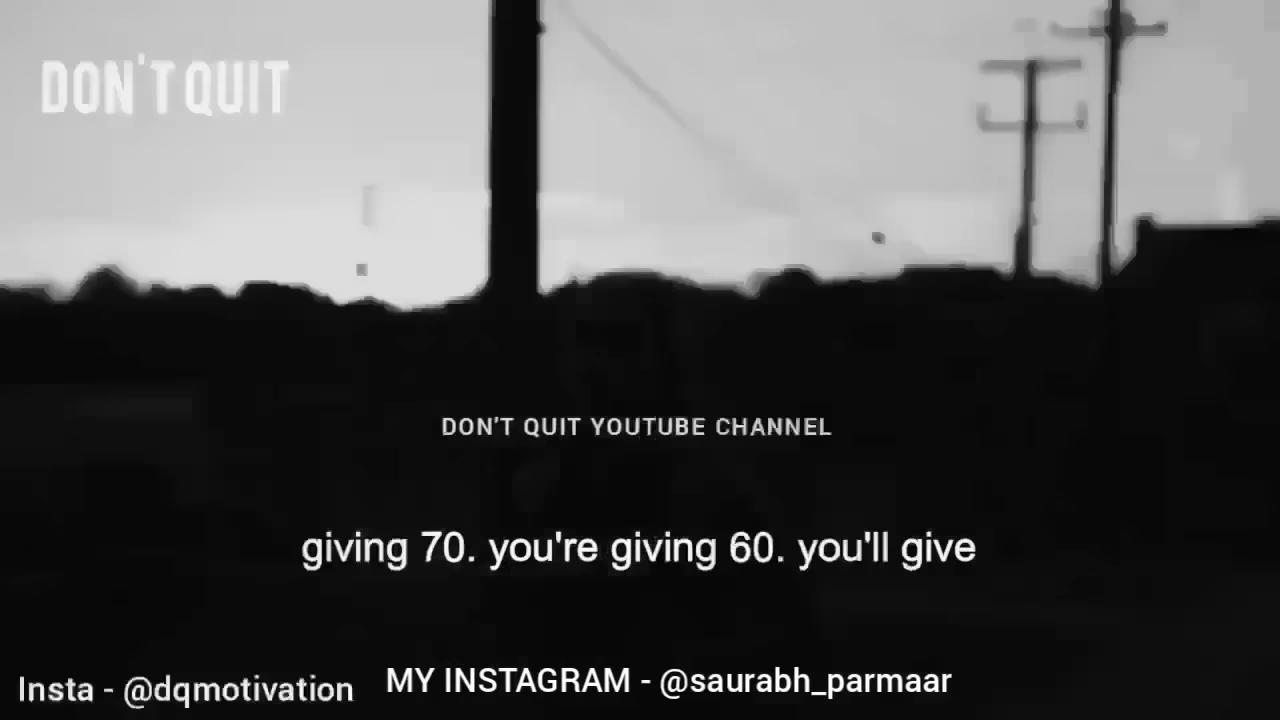 DON'T QUIT
DON'T QUIT YOUTUBE CHANNEL
giving 70. you're giving 60. you'll give
Insta - @dqmotivation
MY INSTAGRAM - @saurabh_parmaar